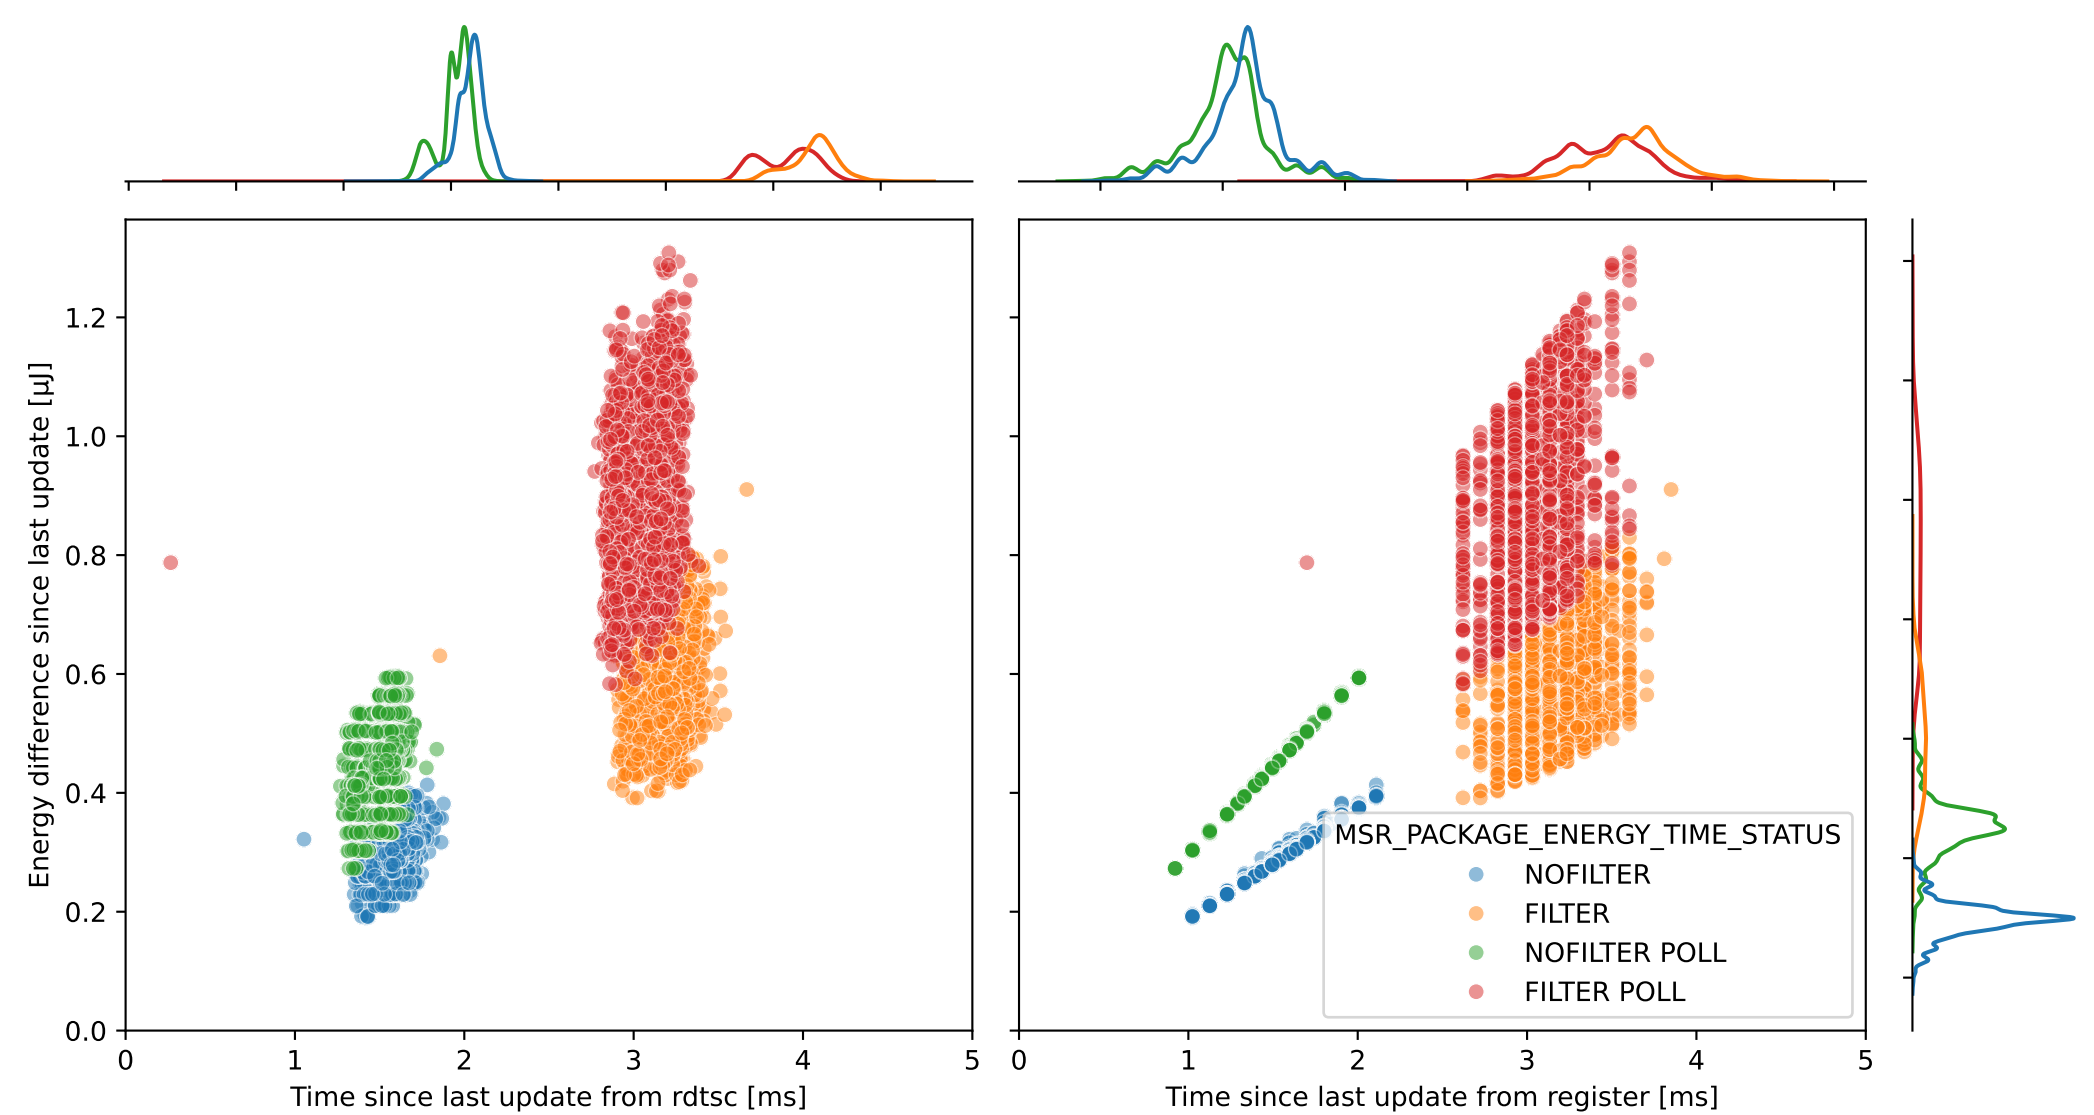 Energy difference since last update [µJ]
1.2
1.0
0.8
0.6
0.4
0.2
0.0
0 1 2 3 4 5
Time since last update from rdtsc [ms]
MSR_PACKAGE_ENERGY_TIME_STATUS
NOFILTER
FILTER
NOFILTER POLL
FILTER POLL
0 1 2 3 4 5
Time since last update from register [ms]